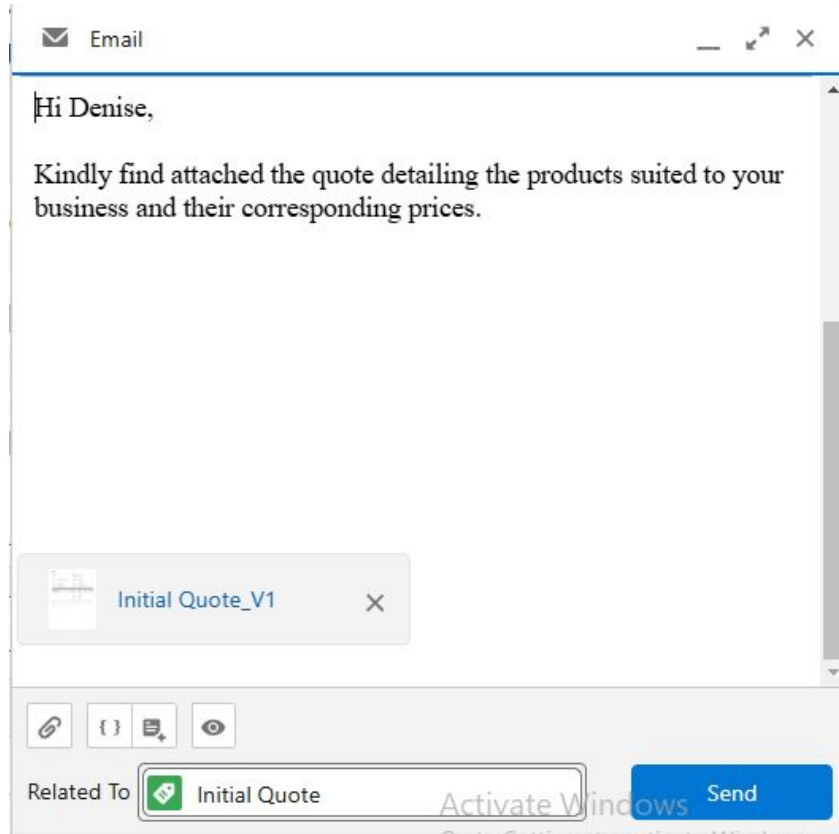 Email
Hi Denise,
Kindly find attached the quote detailing the products suited to your
business and their corresponding prices.
Initial Quote_V1
{ }
Related To Initial Quote
Activate Windows
Send